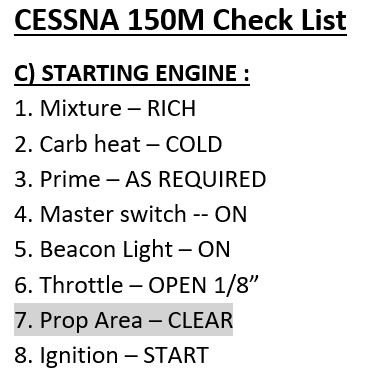 CESSNA 150M Check List
C) STARTING ENGINE :
1. Mixture – RICH
2. Carb heat – COLD
3. Prime – AS REQUIRED
4. Master switch -- ON
5. Beacon Light – ON
6. Throttle – OPEN 1/8”
7. Prop Area – CLEAR
8. Ignition – START